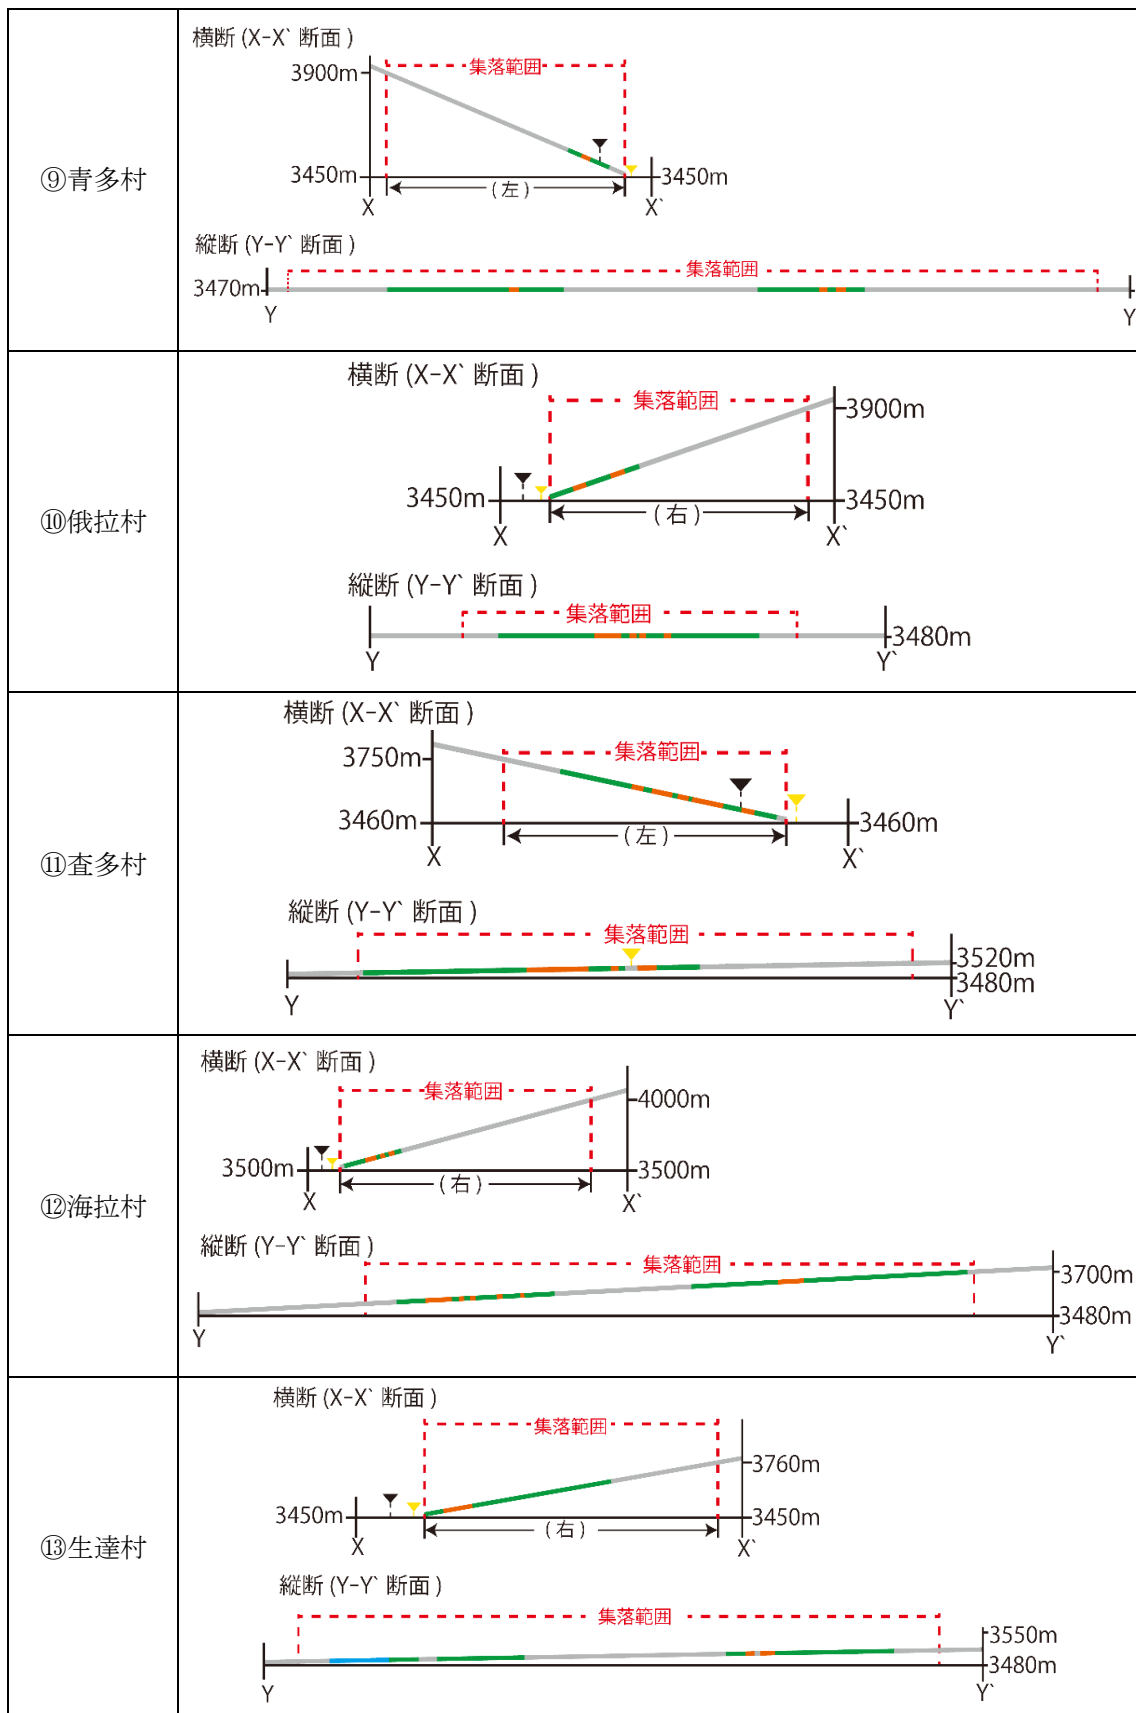 ⑨青多村
横断 (X-X` 断面 )
3900m
集落範囲
3450m
3450m
( 左 )
X
X`
縦断 (Y-Y` 断面 )
集落範囲
3470m
Y
Y
⑩俄拉村
横断 (X-X` 断面 )
集落範囲
3900m
3450m
3450m
( 右 )
X
X`
縦断 (Y-Y` 断面 )
集落範囲
3480m
Y
Y`
⑪查多村
横断 (X-X` 断面 )
3750m
集落範囲
3460m
3460m
( 左 )
X
X`
縦断 (Y-Y` 断面 )
集落範囲
3520m
3480m
Y
Y`
⑫海拉村
横断 (X-X` 断面 )
集落範囲
4000m
3500m
3500m
( 右 )
X
X`
縦断 (Y-Y` 断面 )
集落範囲
3700m
3480m
Y
Y`
⑬生達村
横断 (X-X` 断面 )
集落範囲
3760m
3450m
3450m
( 右 )
X
X`
縦断 (Y-Y` 断面 )
集落範囲
3550m
3480m
Y
Y`